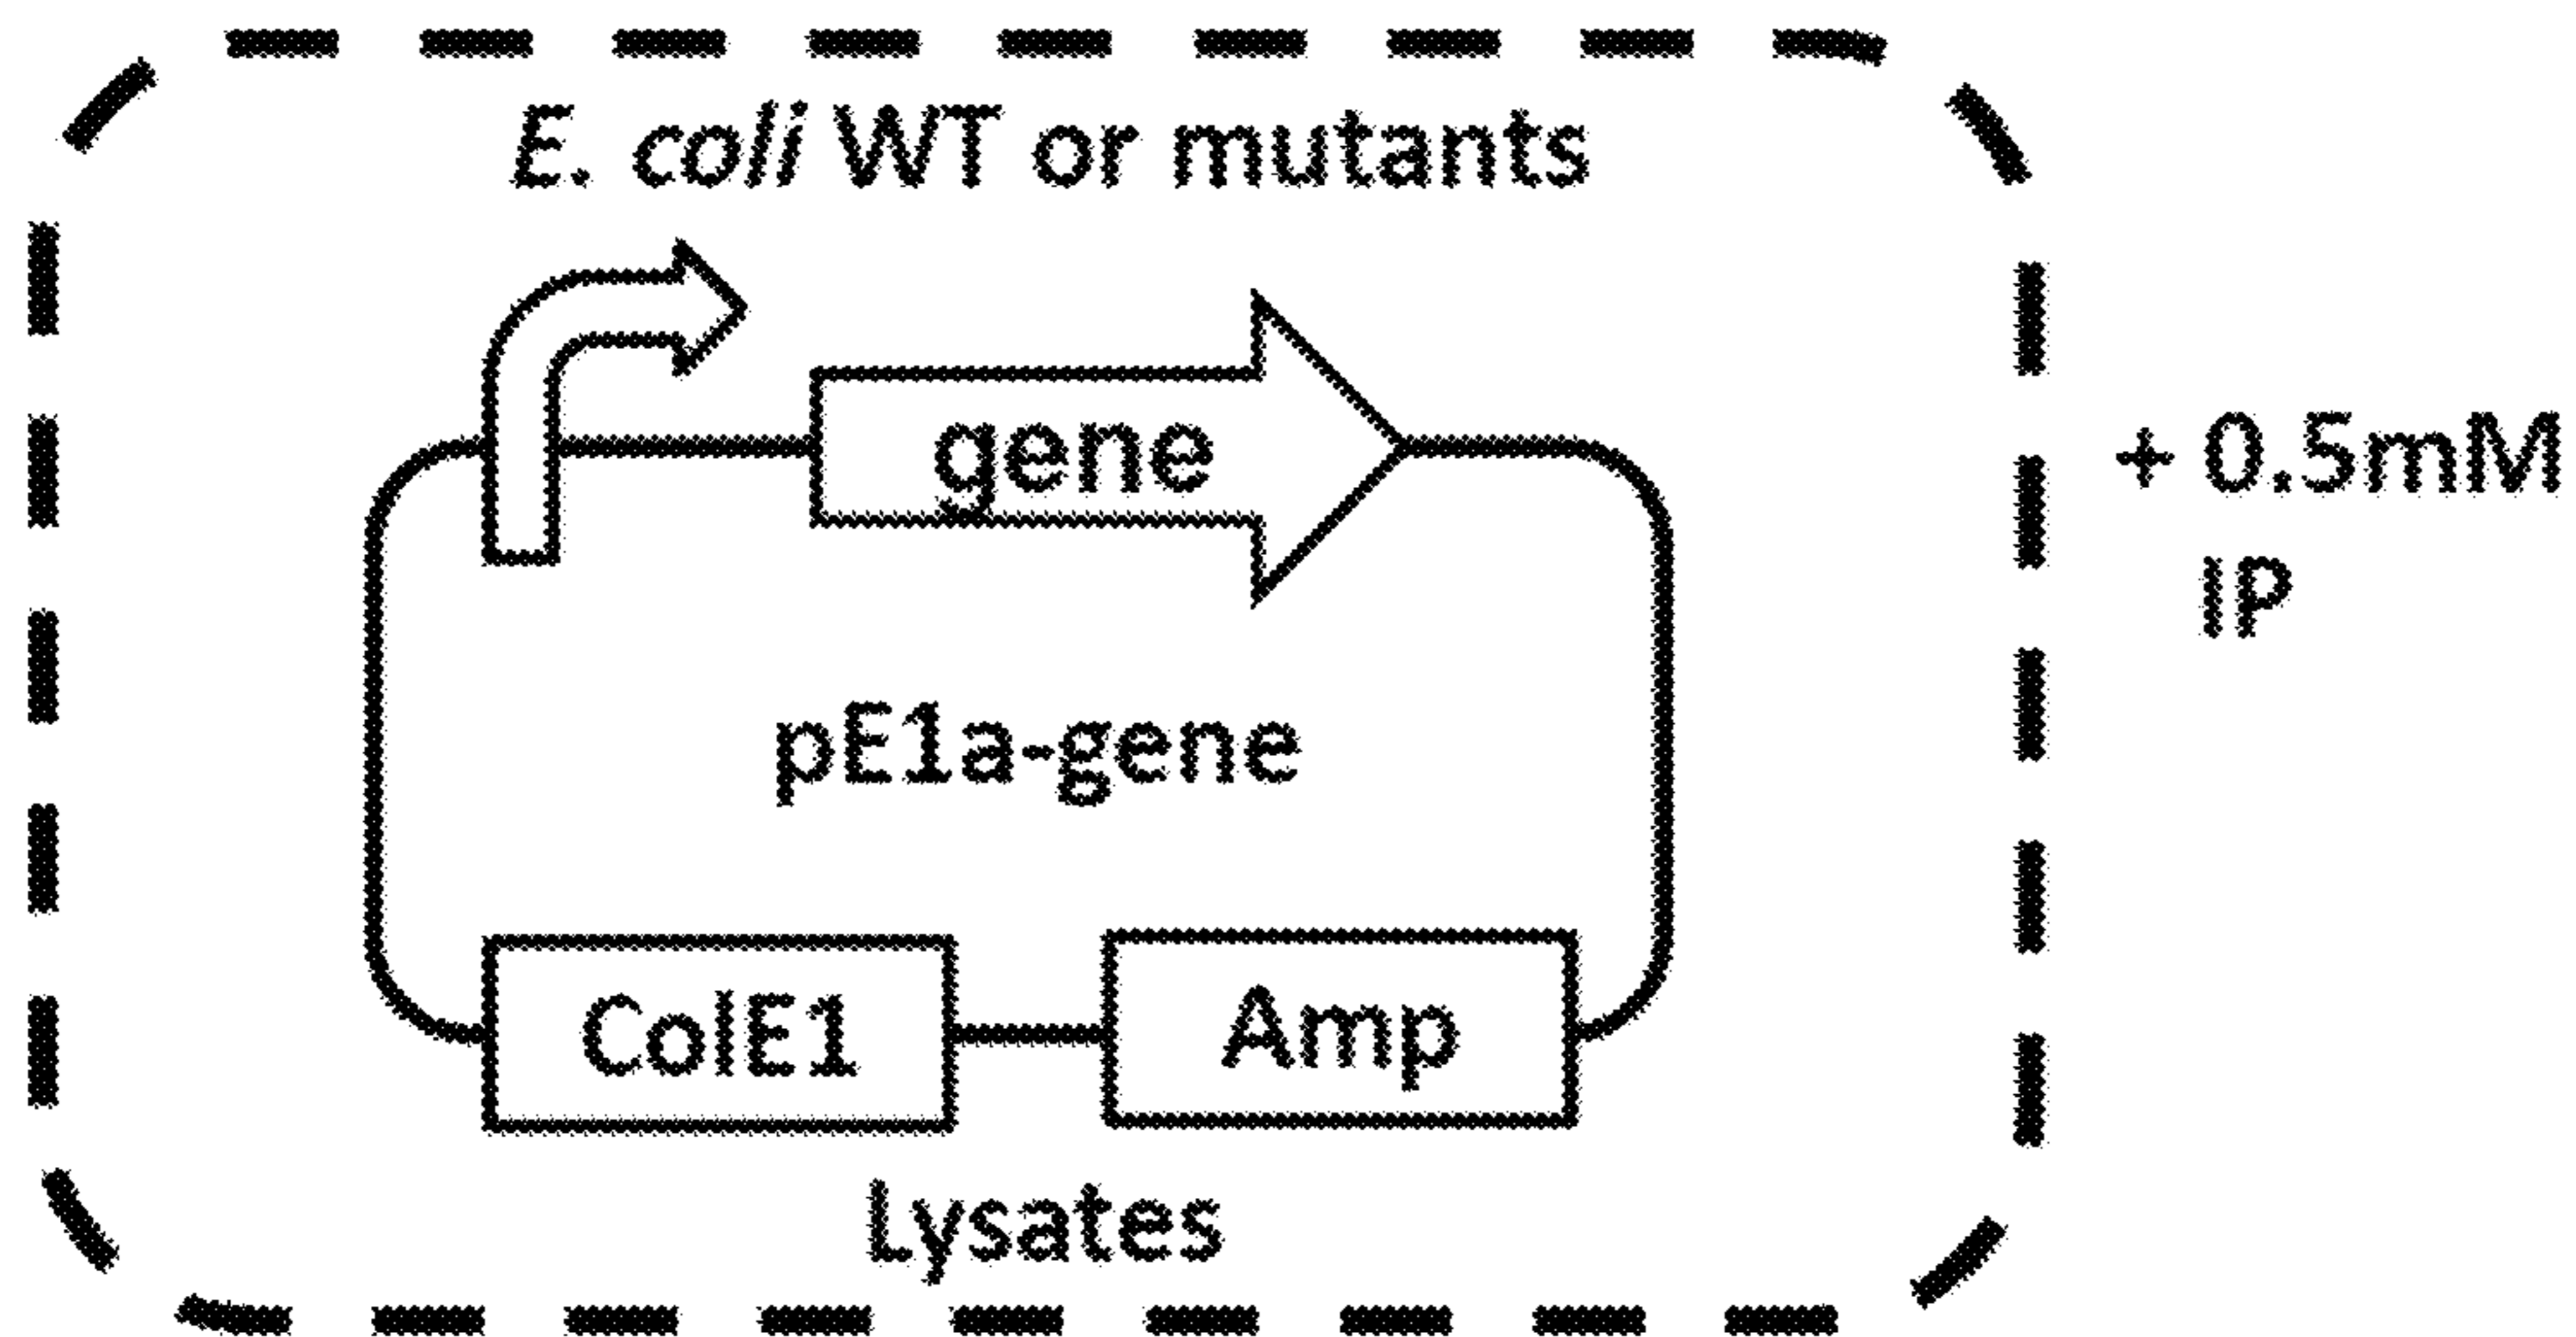 E. coli WT or mutants
gene
+ 0.5mM
IP
pE1a-gene
ColE1
Amp
Lysates